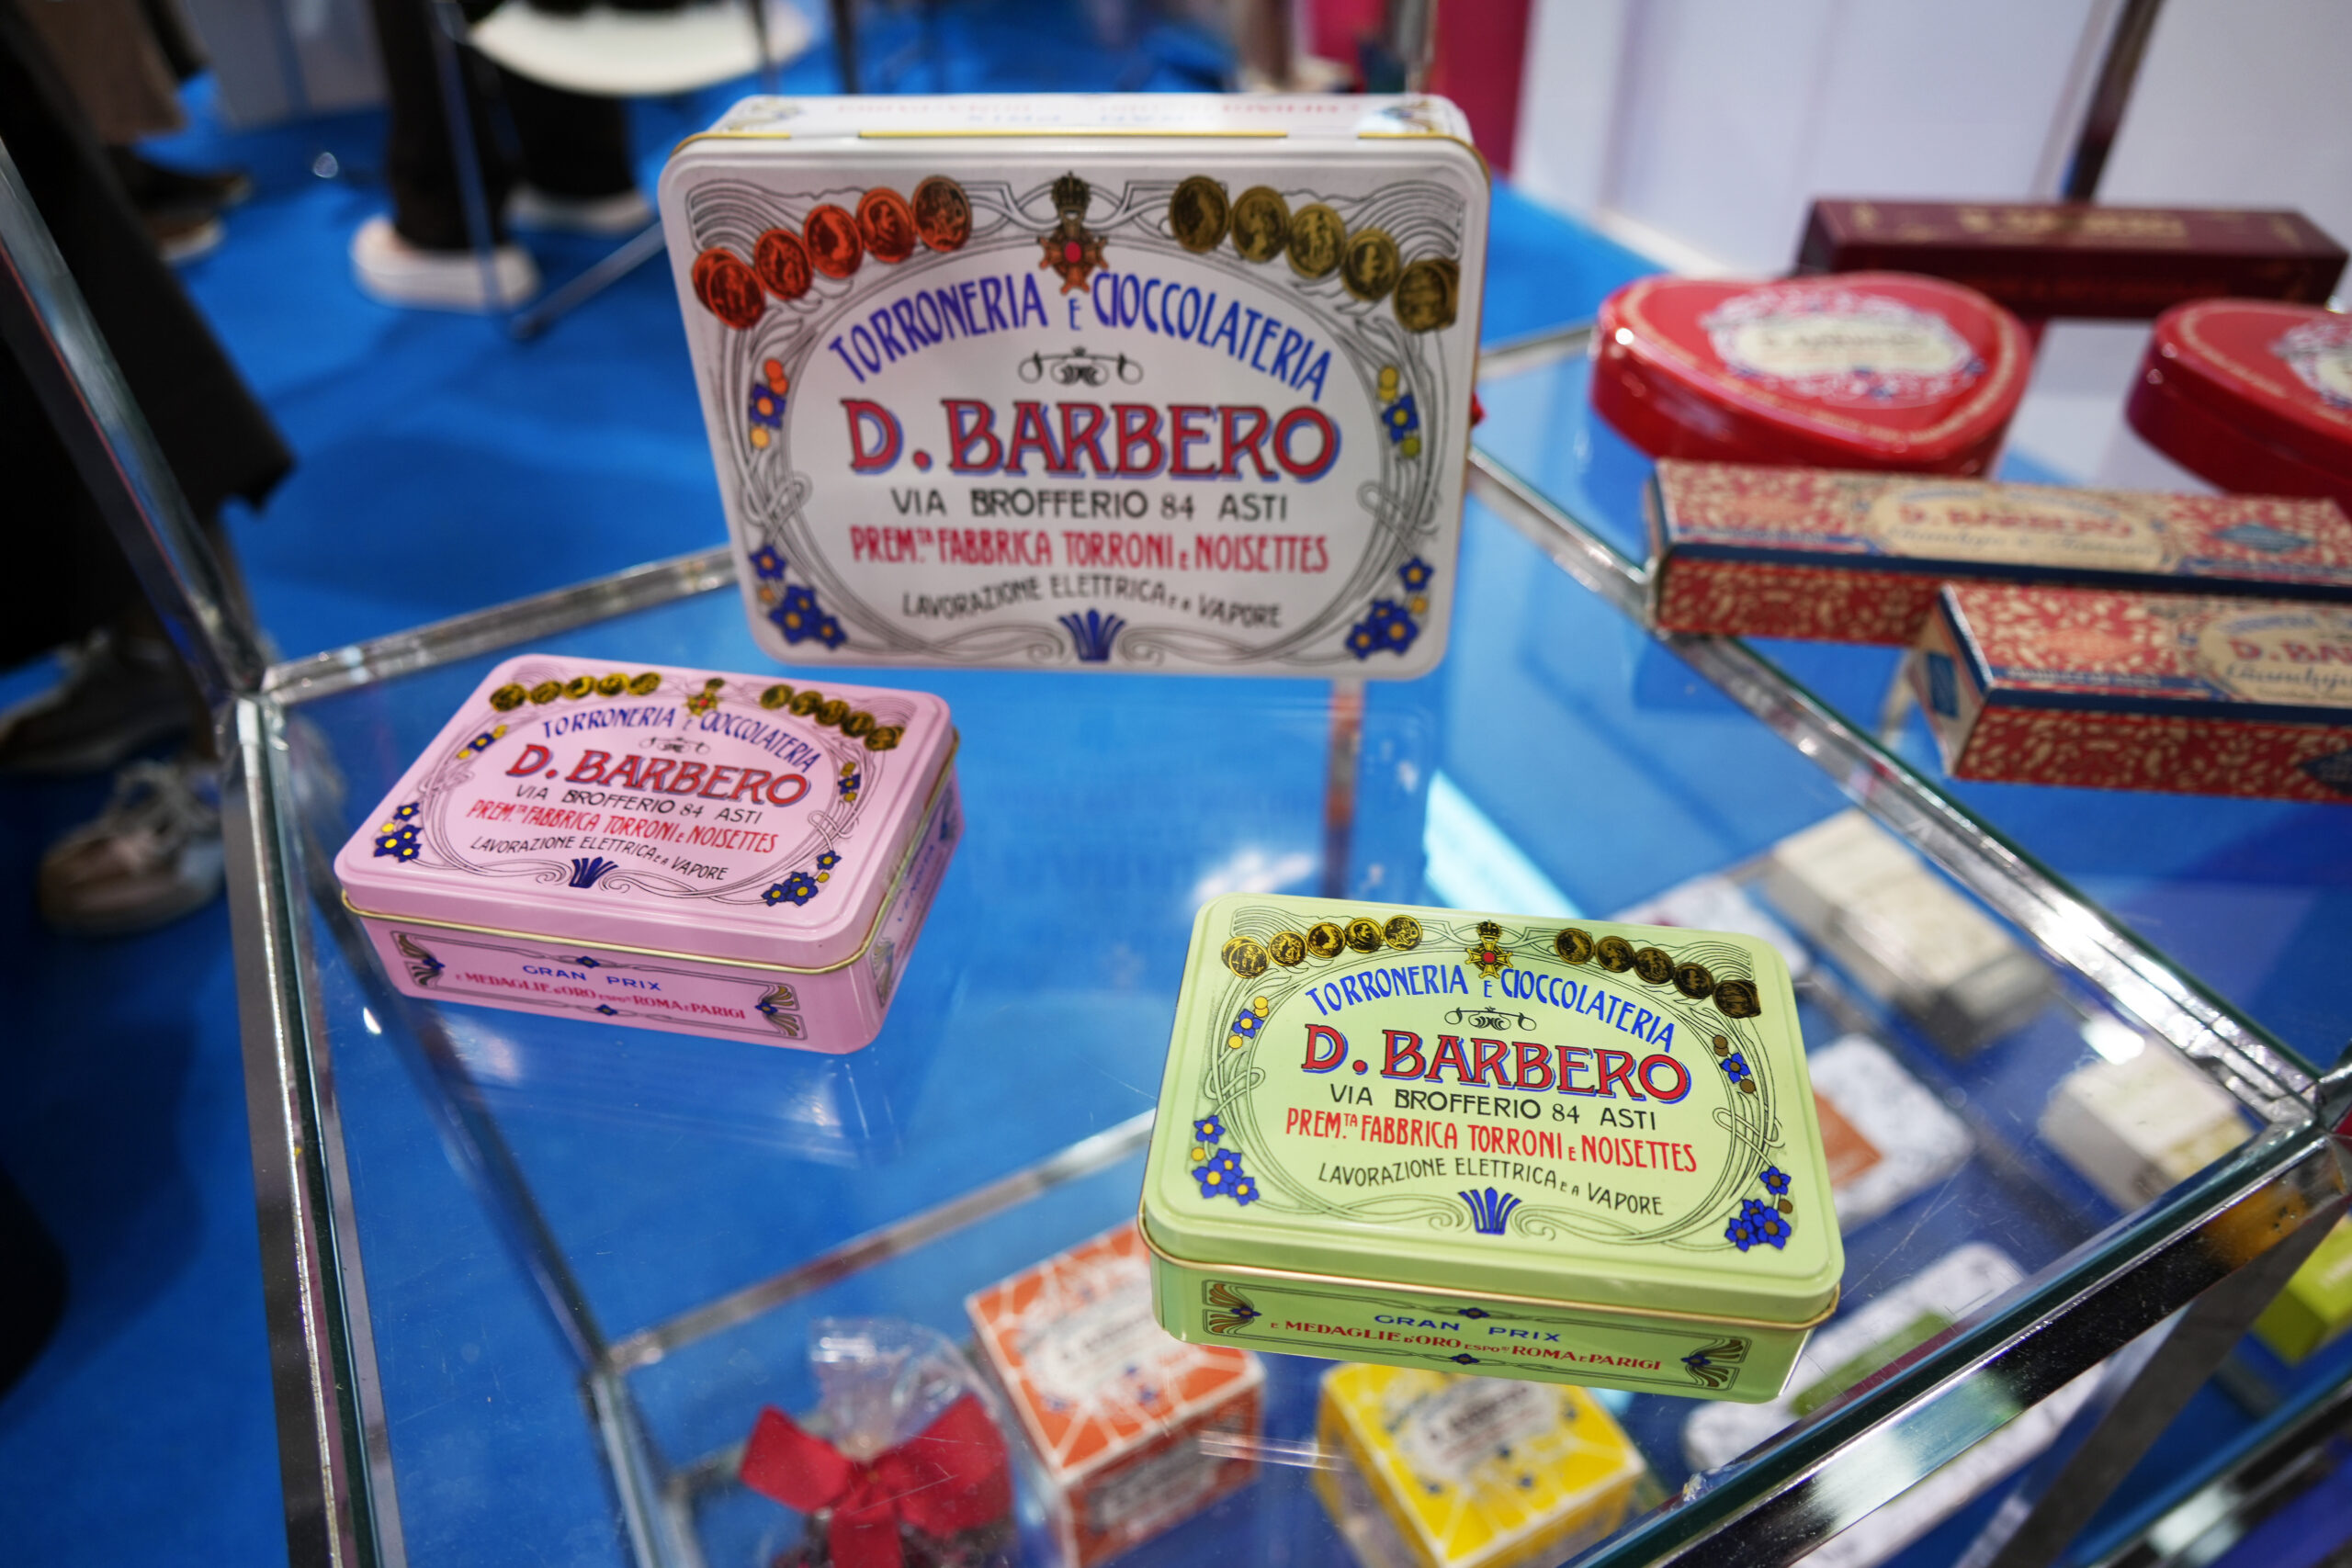 TORRONERIA E CIOCCOLATERIA
D. BARBERO
VIA BROFFERIO 84 ASTI
PREM.TA FABBRICA TORRONI E NOISETTES
LAVORAZIONE ELETTRICA E A VAPORE
TORRONERIA E CIOCCOLATERIA
D. BARBERO
VIA BROFFERIO 84 ASTI
PREM.TA FABBRICA TORRONI E NOISETTES
LAVORAZIONE ELETTRICA E A VAPORE
GRAN PRIX
E MEDAGLIE D'ORO ESPO.NI ROMA E PARIGI
TORRONERIA E CIOCCOLATERIA
D. BARBERO
VIA BROFFERIO 84 ASTI
PREM.TA FABBRICA TORRONI E NOISETTES
LAVORAZIONE ELETTRICA E A VAPORE
GRAN PRIX
E MEDAGLIE D'ORO ESPO.NI ROMA E PARIGI
D. BARBERO
D. BA